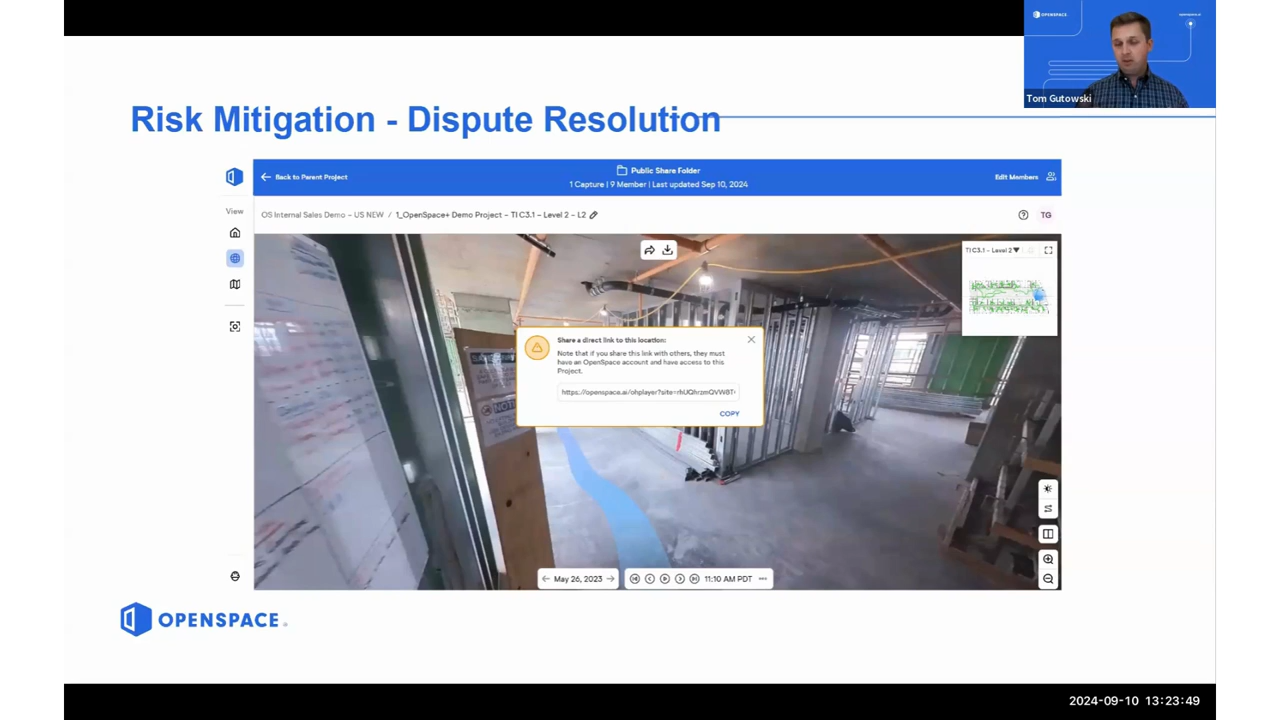 OPENSPACE
Tom Gutowski
Risk Mitigation - Dispute Resolution
Back to Parent Project
Public Share Folder
1 Capture | 9 Member | Last updated Sep 10, 2024
Edit Members
View
OS Internal Sales Demo - US NEW / 1_OpenSpace+ Demo Project - TI C3.1 - Level 2 - L2
TG
TI C3.1 - Level 2
Share a direct link to this location:
Note that if you share this link with others, they must
have an OpenSpace account and have access to this
Project.
COPY
NOTI
May 26, 2023
11:10 AM PDT
OPENSPACE
2024-09-10 13:23:49